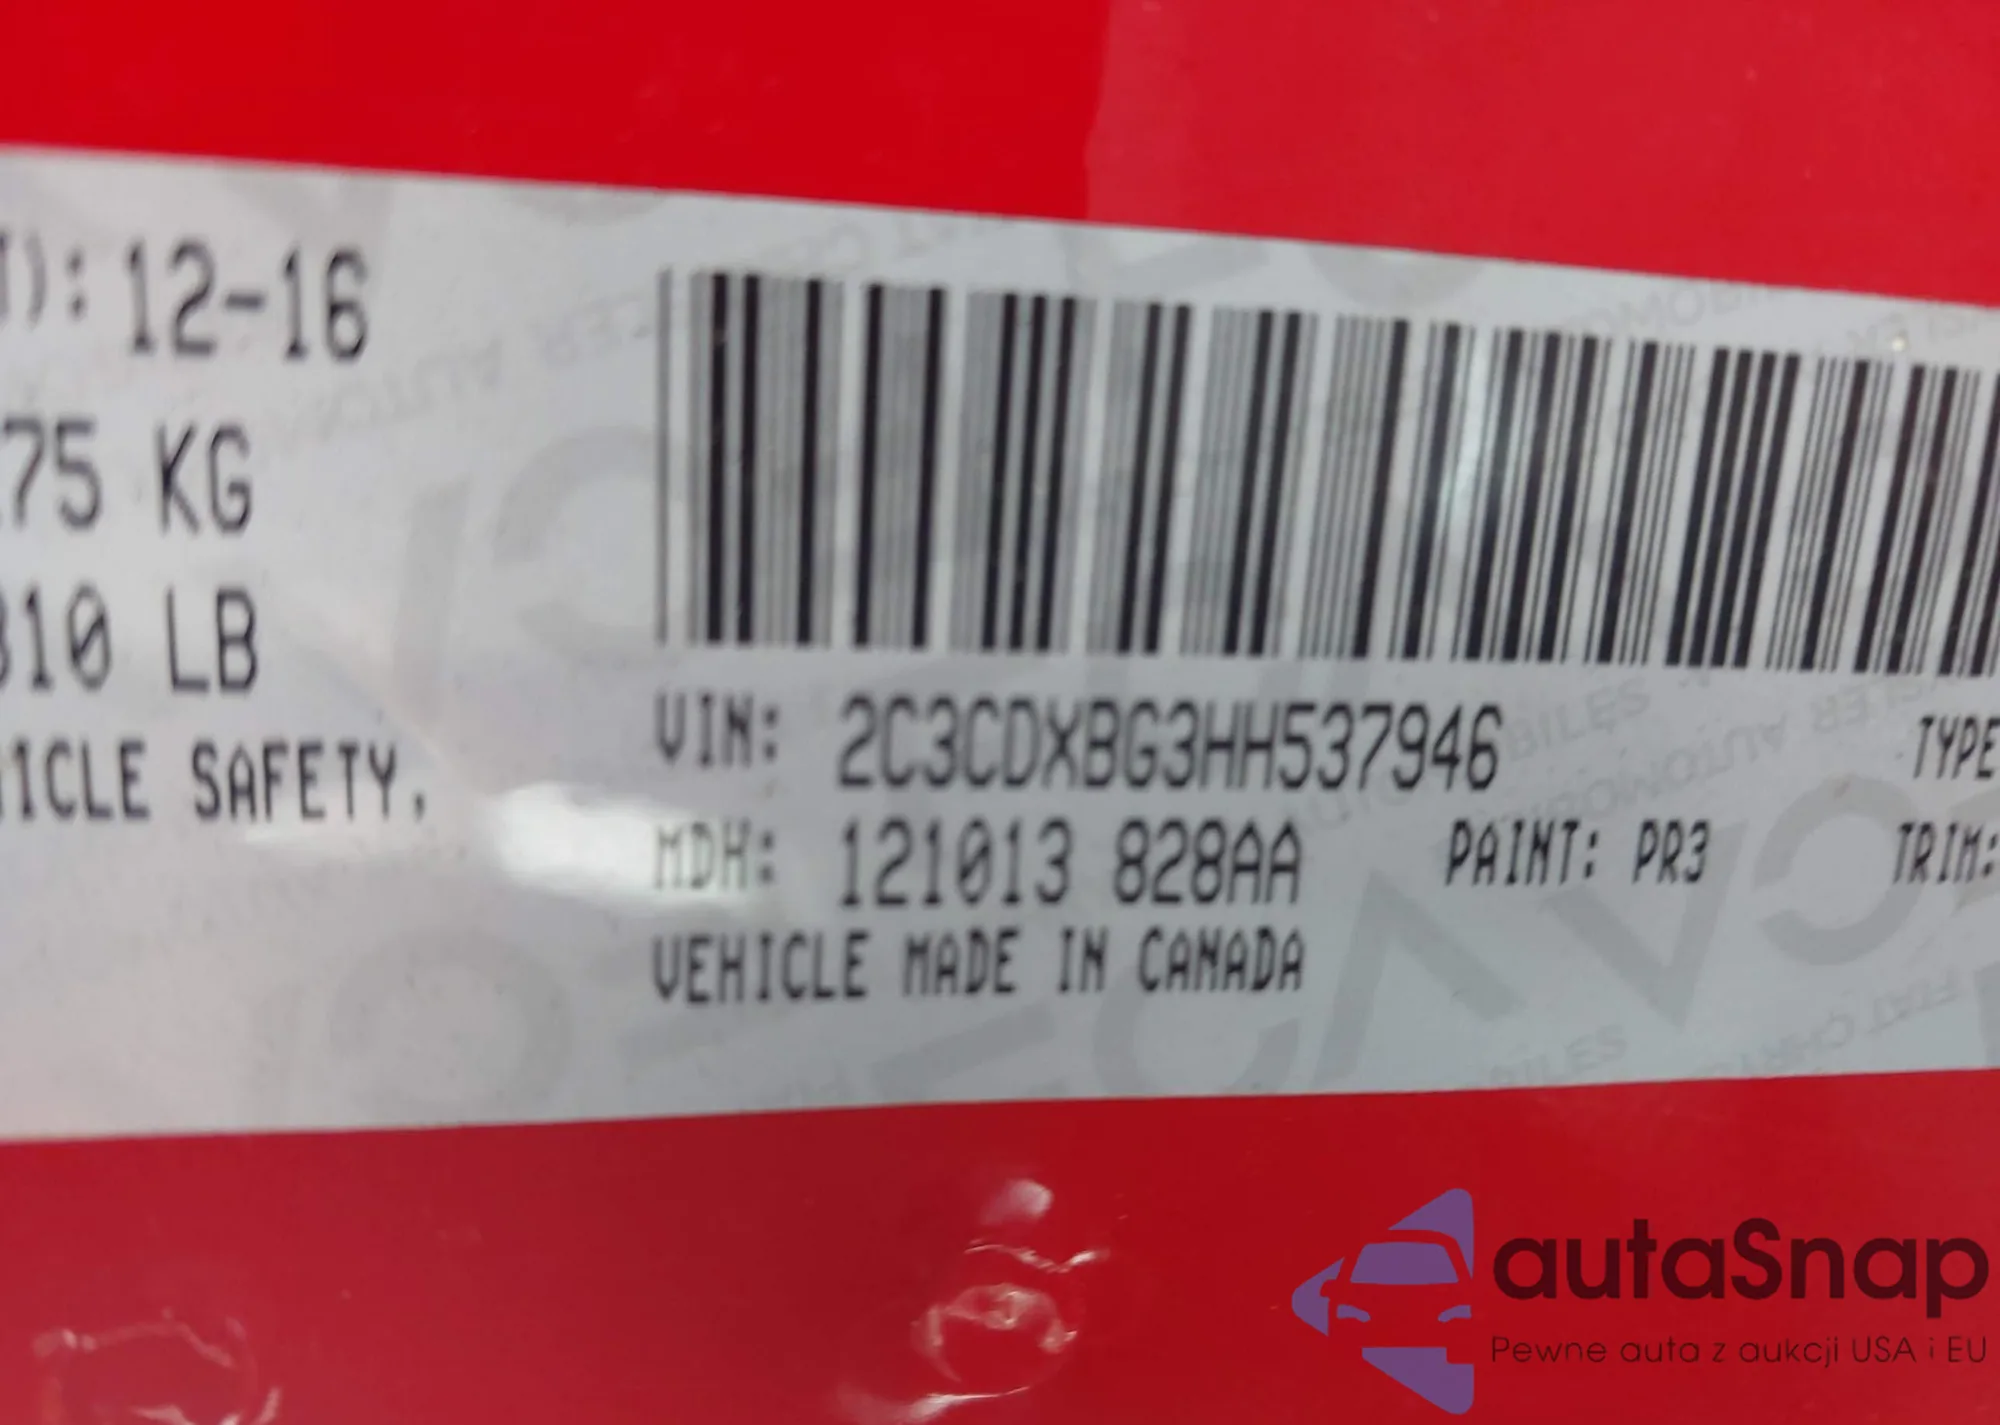 ): 12-16
75 KG
310 LB
ICLE SAFETY,
VIN: 2C3CDXBG3HH537946
TYPE
MDH: 121013 828AA
PAINT: PR3
TRIM:
VEHICLE MADE IN CANADA
autaSnap
Pewne auta z aukcji USA i EU